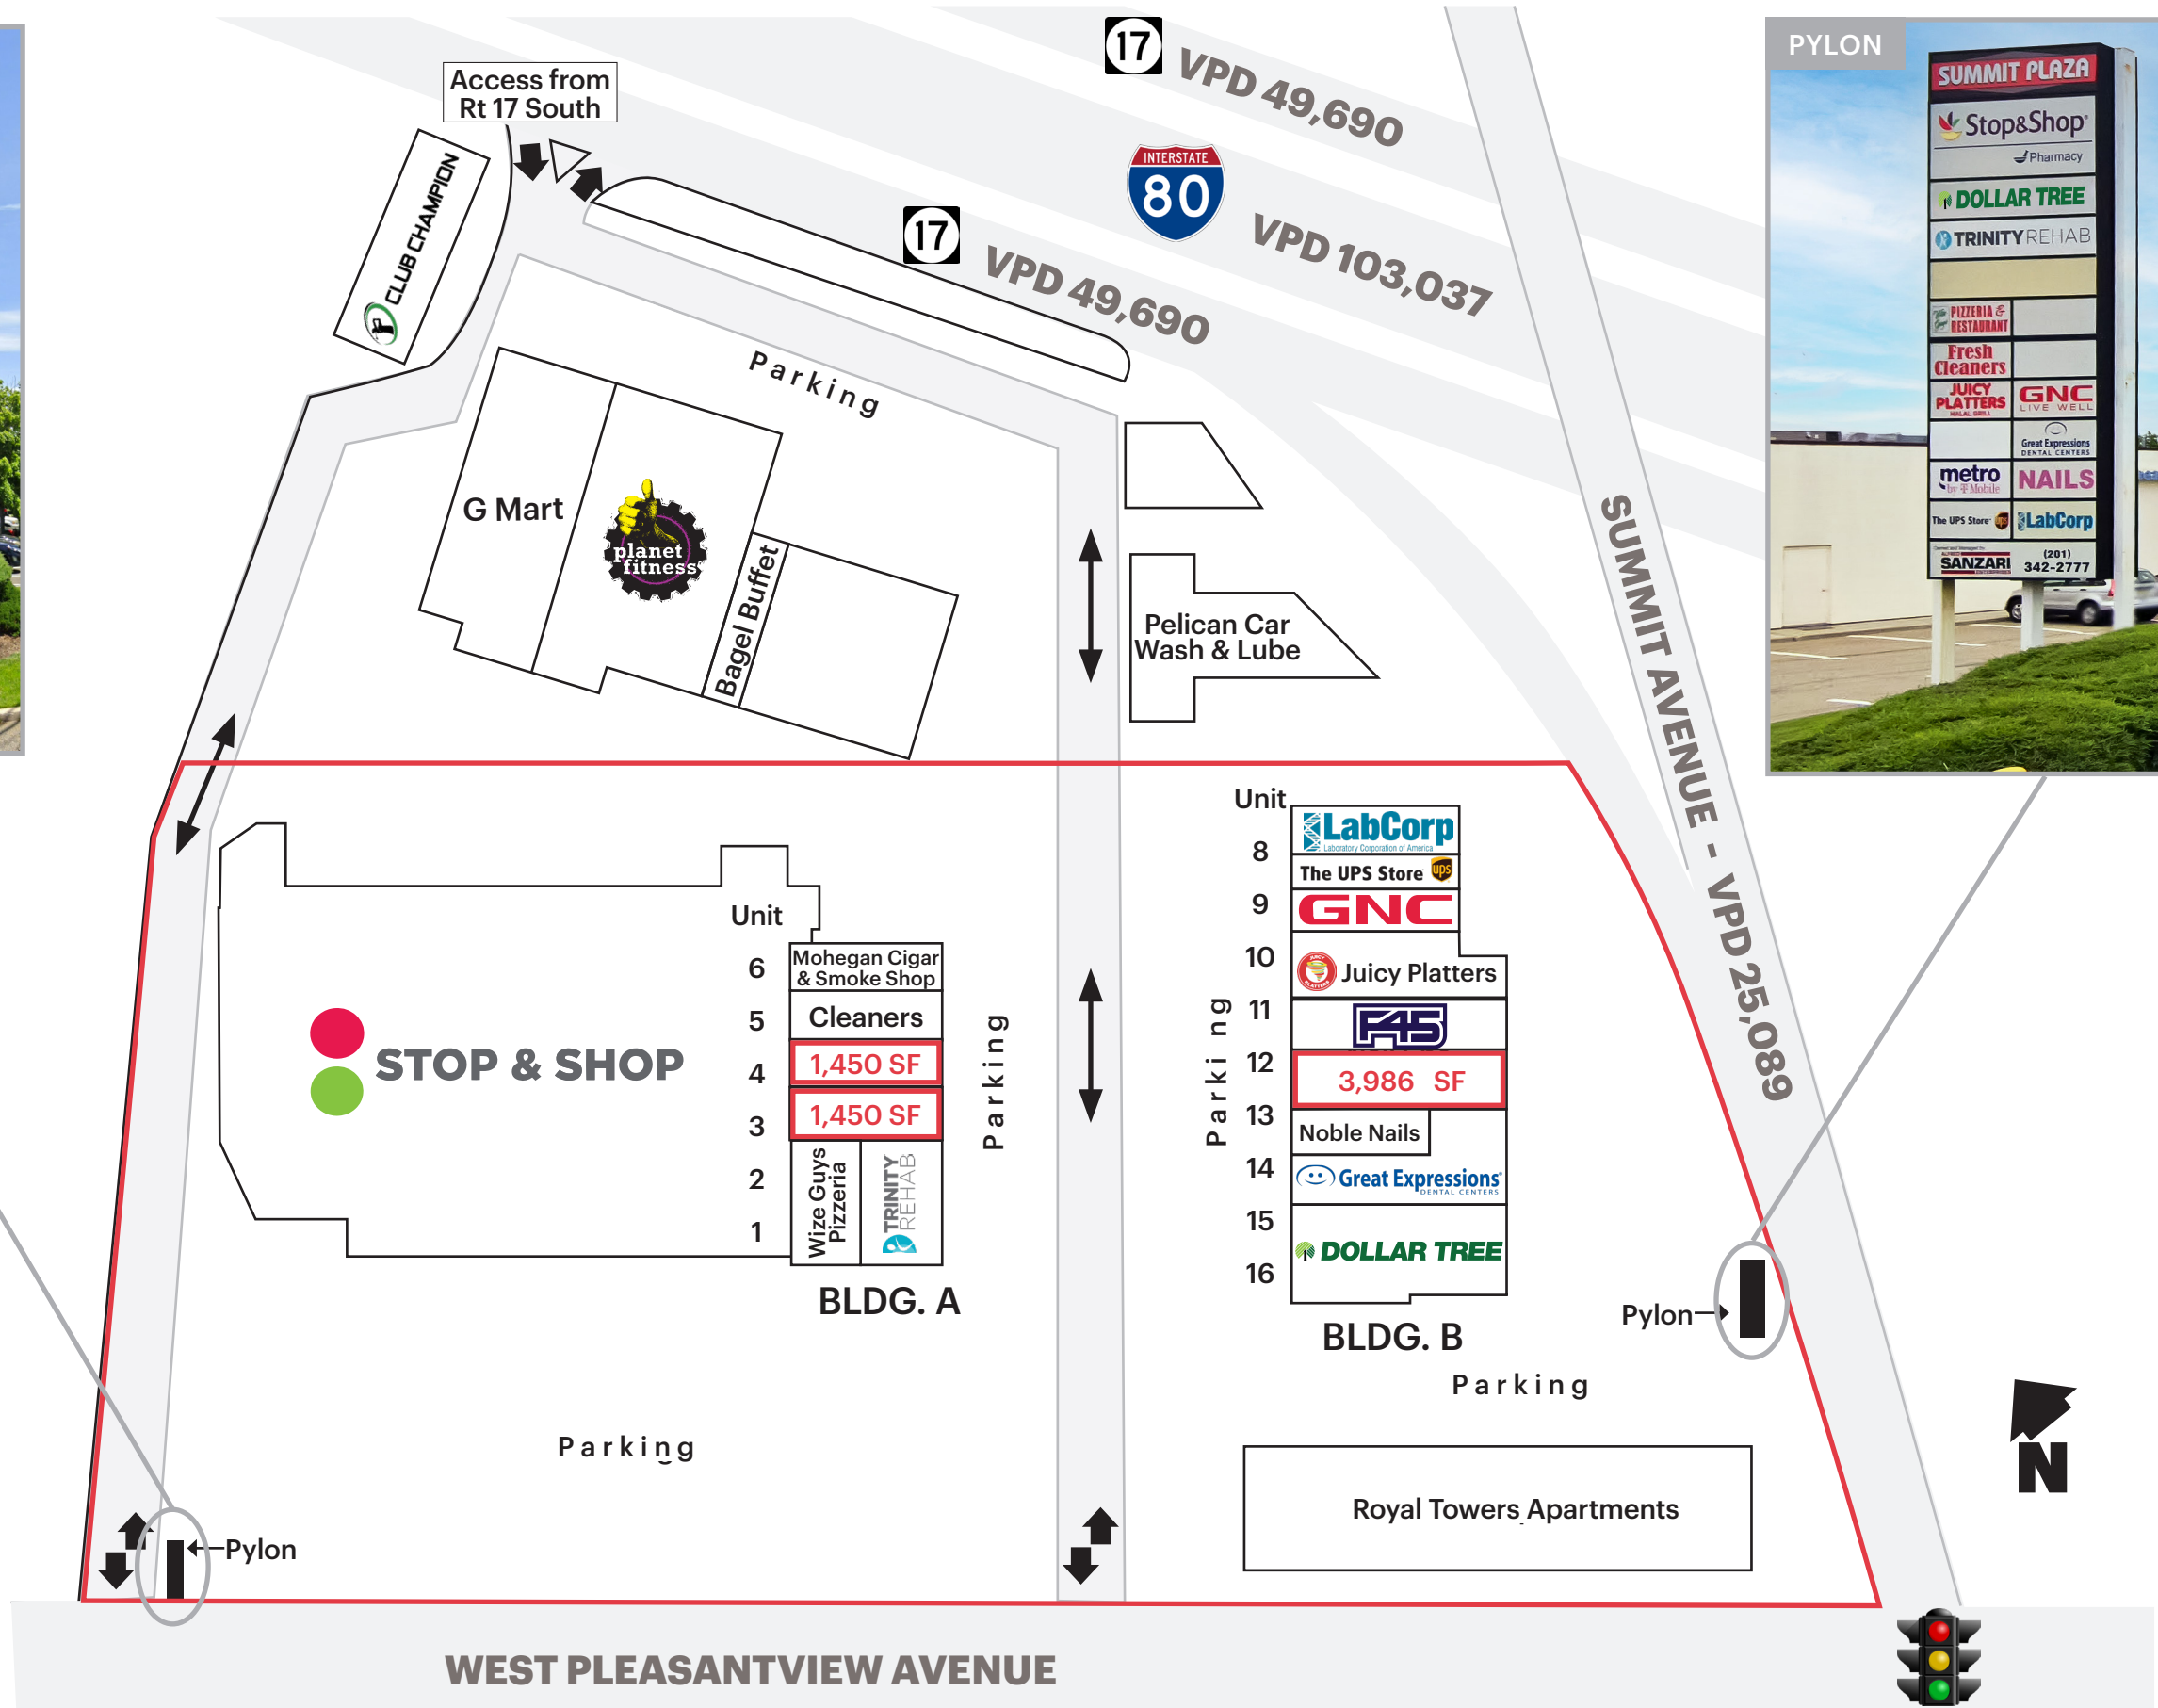 Access from
Rt 17 South
17
VPD 49,690
INTERSTATE
80
VPD 103,037
17
VPD 49,690
CLUB CHAMPION
Parking
G Mart
planet
fitness
Bagel Buffet
Pelican Car
Wash & Lube
SUMMIT AVENUE - VPD 25,089
PYLON
SUMMIT PLAZA
Stop&Shop
Pharmacy
DOLLAR TREE
TRINITY REHAB
PIZZERIA &
RESTAURANT
Fresh
Cleaners
JUICY
PLATTERS
HALAL GRILL
GNC
LIVE WELL
Great Expressions
DENTAL CENTERS
metro
by T Mobile
NAILS
The UPS Store
ups
LabCorp
SANZARI
(201)
342-2777
Unit
6
5
4
3
2
1
Mohegan Cigar
& Smoke Shop
Cleaners
1,450 SF
1,450 SF
Wize Guys
Pizzeria
TRINITY
REHAB
STOP & SHOP
BLDG. A
Parking
Parking
Unit
8
9
10
11
12
13
14
15
16
LabCorp
Laboratory Corporation of America
The UPS Store
ups
GNC
JUICY
PLATTERS
Juicy Platters
F45
3,986 SF
Noble Nails
Great Expressions
DENTAL CENTERS
DOLLAR TREE
BLDG. B
Pylon
Parking
Parking
Royal Towers Apartments
N
Pylon
WEST PLEASANTVIEW AVENUE